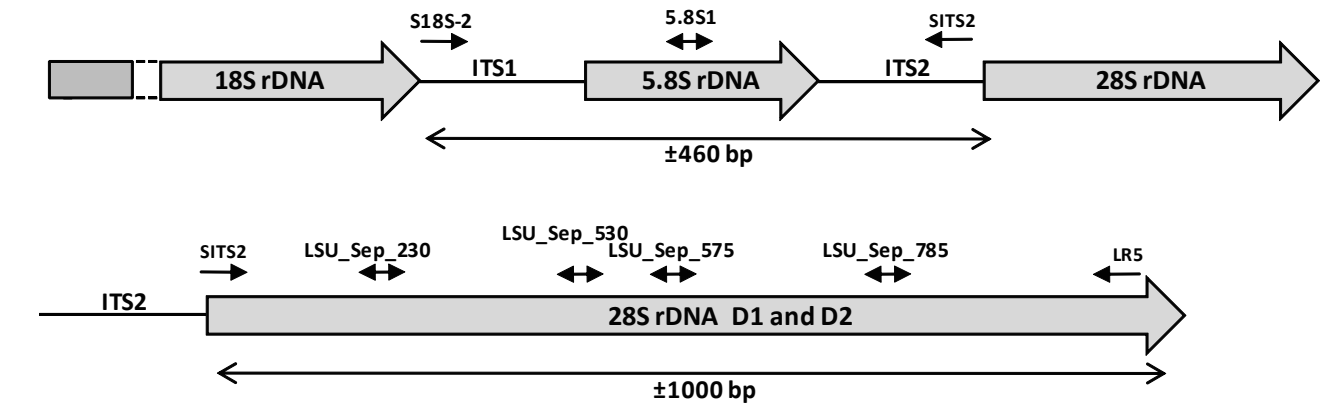 S18S-2
5.8S1
SITS2
18S rDNA
ITS1
5.8S rDNA
ITS2
28S rDNA
±460 bp
SITS2
LSU_Sep_230
LSU_Sep_530
LSU_Sep_575
LSU_Sep_785
LR5
ITS2
28S rDNA D1 and D2
±1000 bp